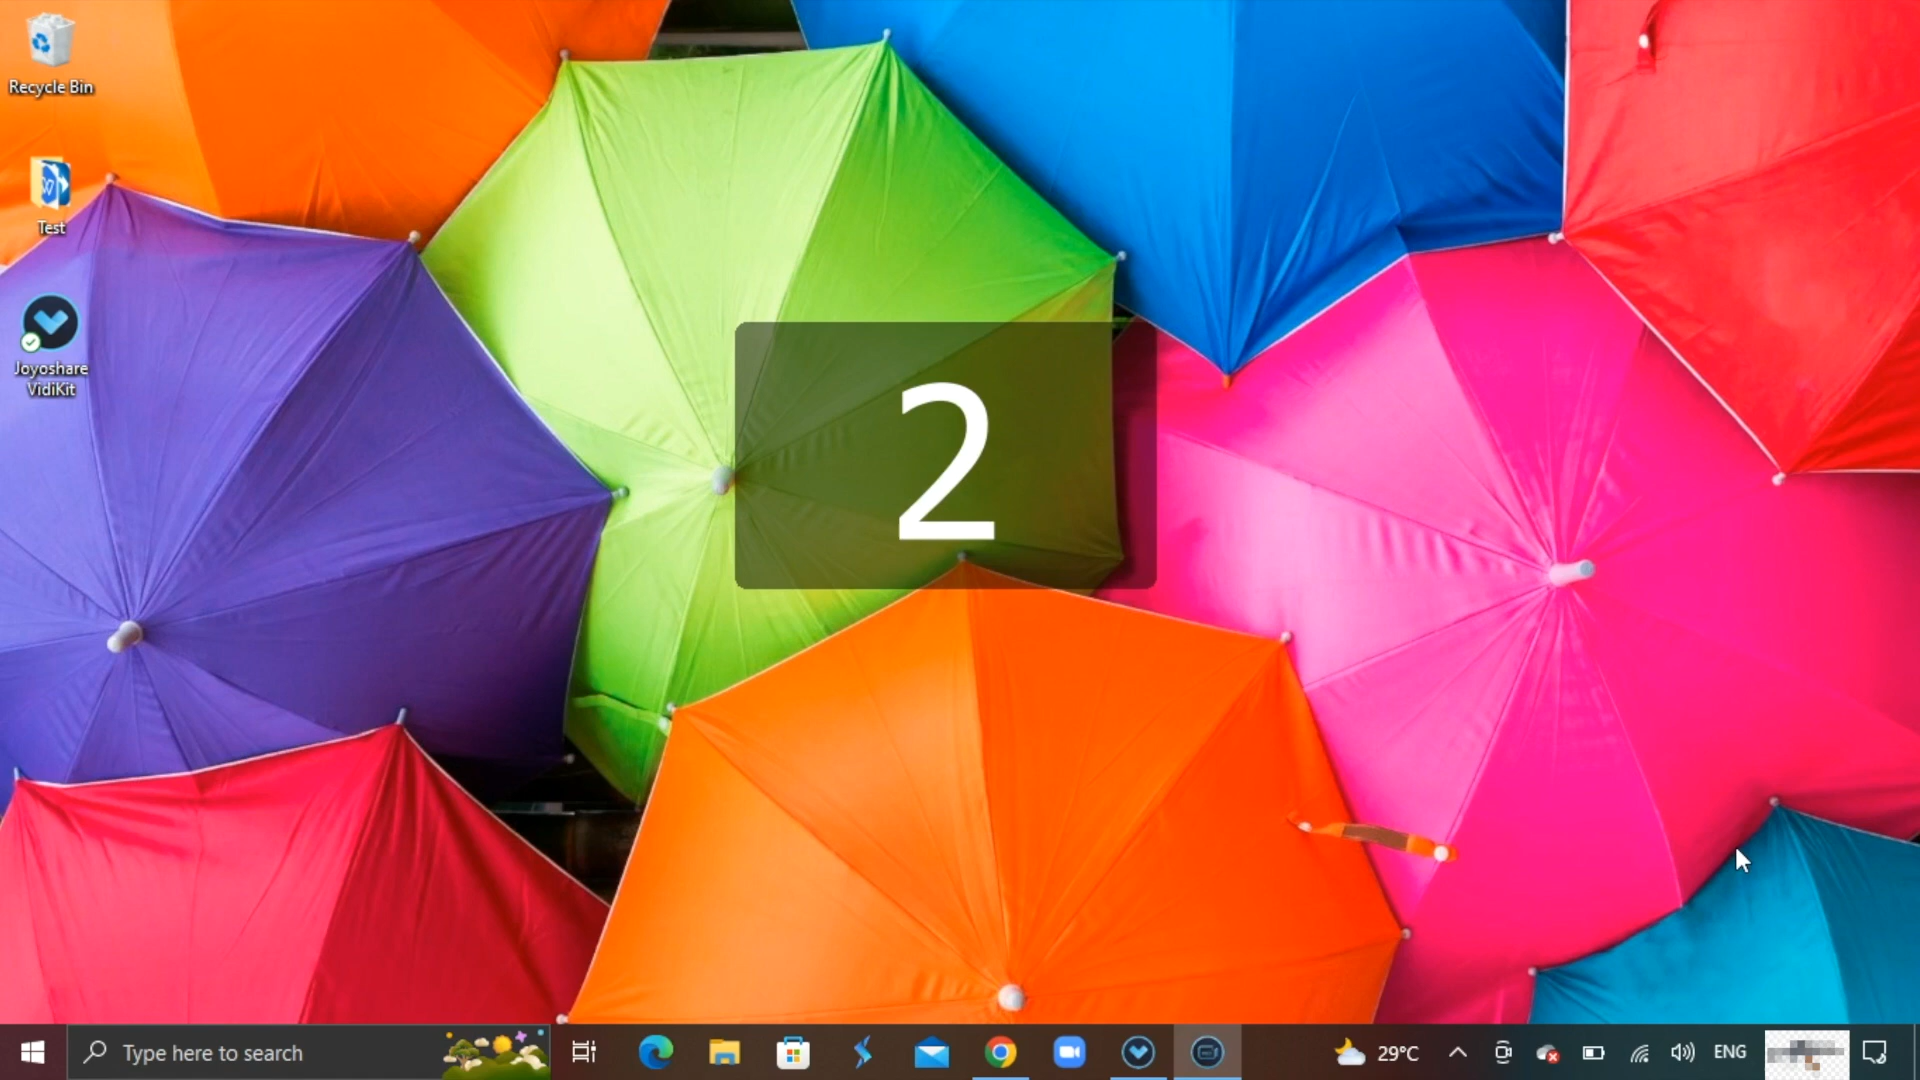 Recycle Bin
Test
Joyoshare
VidiKit
2
Type here to search
29°C
ENG